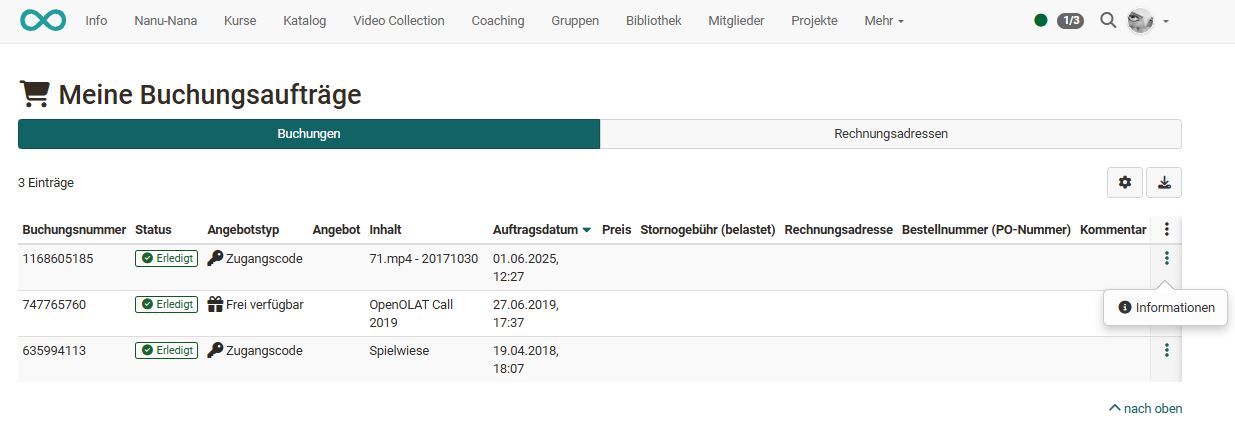 Info Nanu-Nana Kurse Katalog Video Collection Coaching Gruppen Bibliothek Mitglieder Projekte Mehr 1/3
Meine Buchungsaufträge
Buchungen Rechnungsadressen
3 Einträge
Buchungsnummer Status Angebotstyp Angebot Inhalt Auftragsdatum Preis Stornogebühr (belastet) Rechnungsadresse Bestellnummer (PO-Nummer) Kommentar
1168605185 Erledigt Zugangscode 71.mp4 - 20171030 01.06.2025,
12:27
747765760 Erledigt Frei verfügbar OpenOLAT Call 27.06.2019,
2019 17:37
Informationen
635994113 Erledigt Zugangscode Spielwiese 19.04.2018,
18:07
nach oben